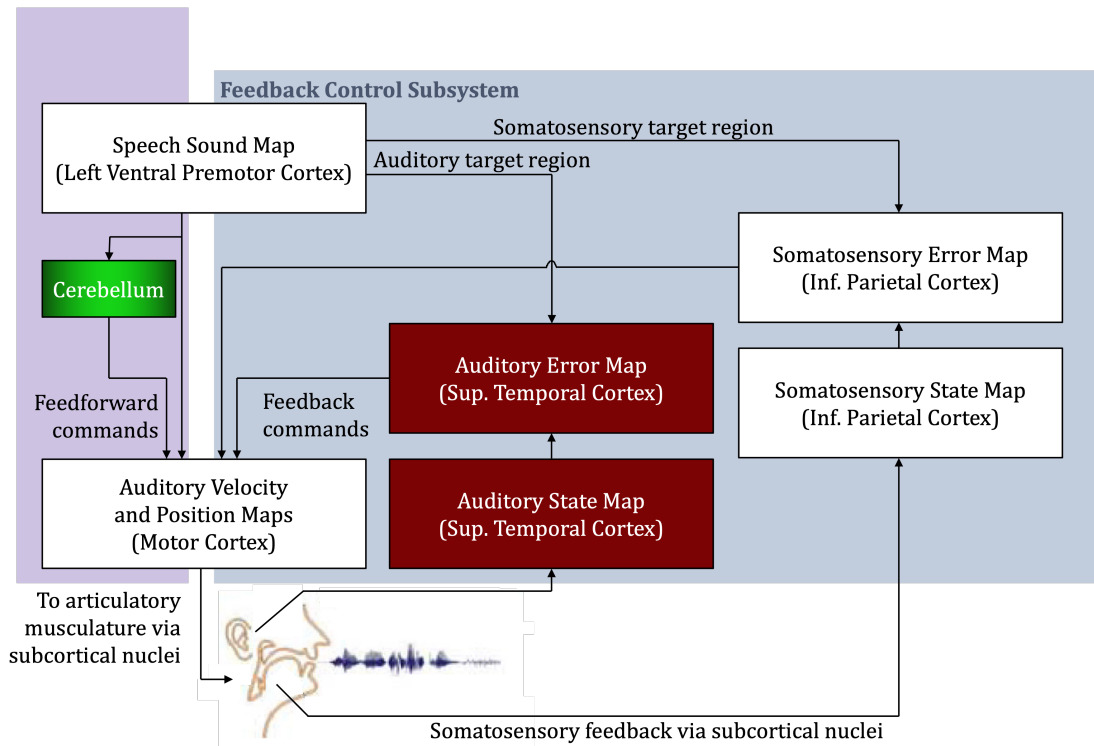 Feedback Control Subsystem
Speech Sound Map
(Left Ventral Premotor Cortex)
Somatosensory target region
Auditory target region
Somatosensory Error Map
(Inf. Parietal Cortex)
Cerebellum
Auditory Error Map
(Sup. Temporal Cortex)
Somatosensory State Map
(Inf. Parietal Cortex)
Feedforward
commands
Feedback
commands
Auditory Velocity
and Position Maps
(Motor Cortex)
Auditory State Map
(Sup. Temporal Cortex)
To articulatory
musculature via
subcortical nuclei
Somatosensory feedback via subcortical nuclei